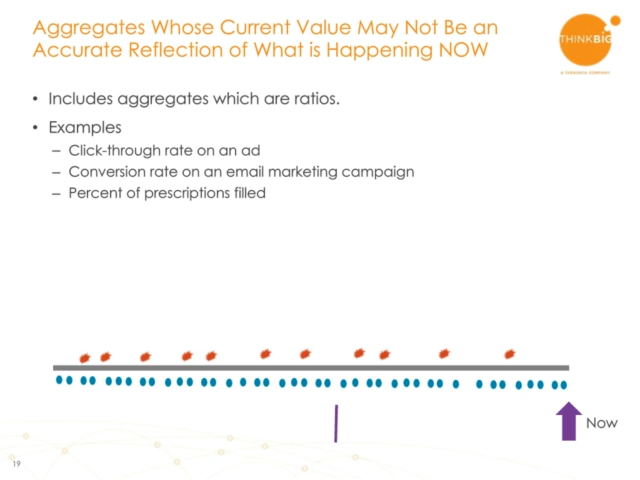 Aggregates Whose Current Value May Not Be an
Accurate Reflection of What is Happening NOW
THINKBIG
A TERADATA COMPANY
• Includes aggregates which are ratios.
• Examples
– Click-through rate on an ad
– Conversion rate on an email marketing campaign
– Percent of prescriptions filled
Now
19